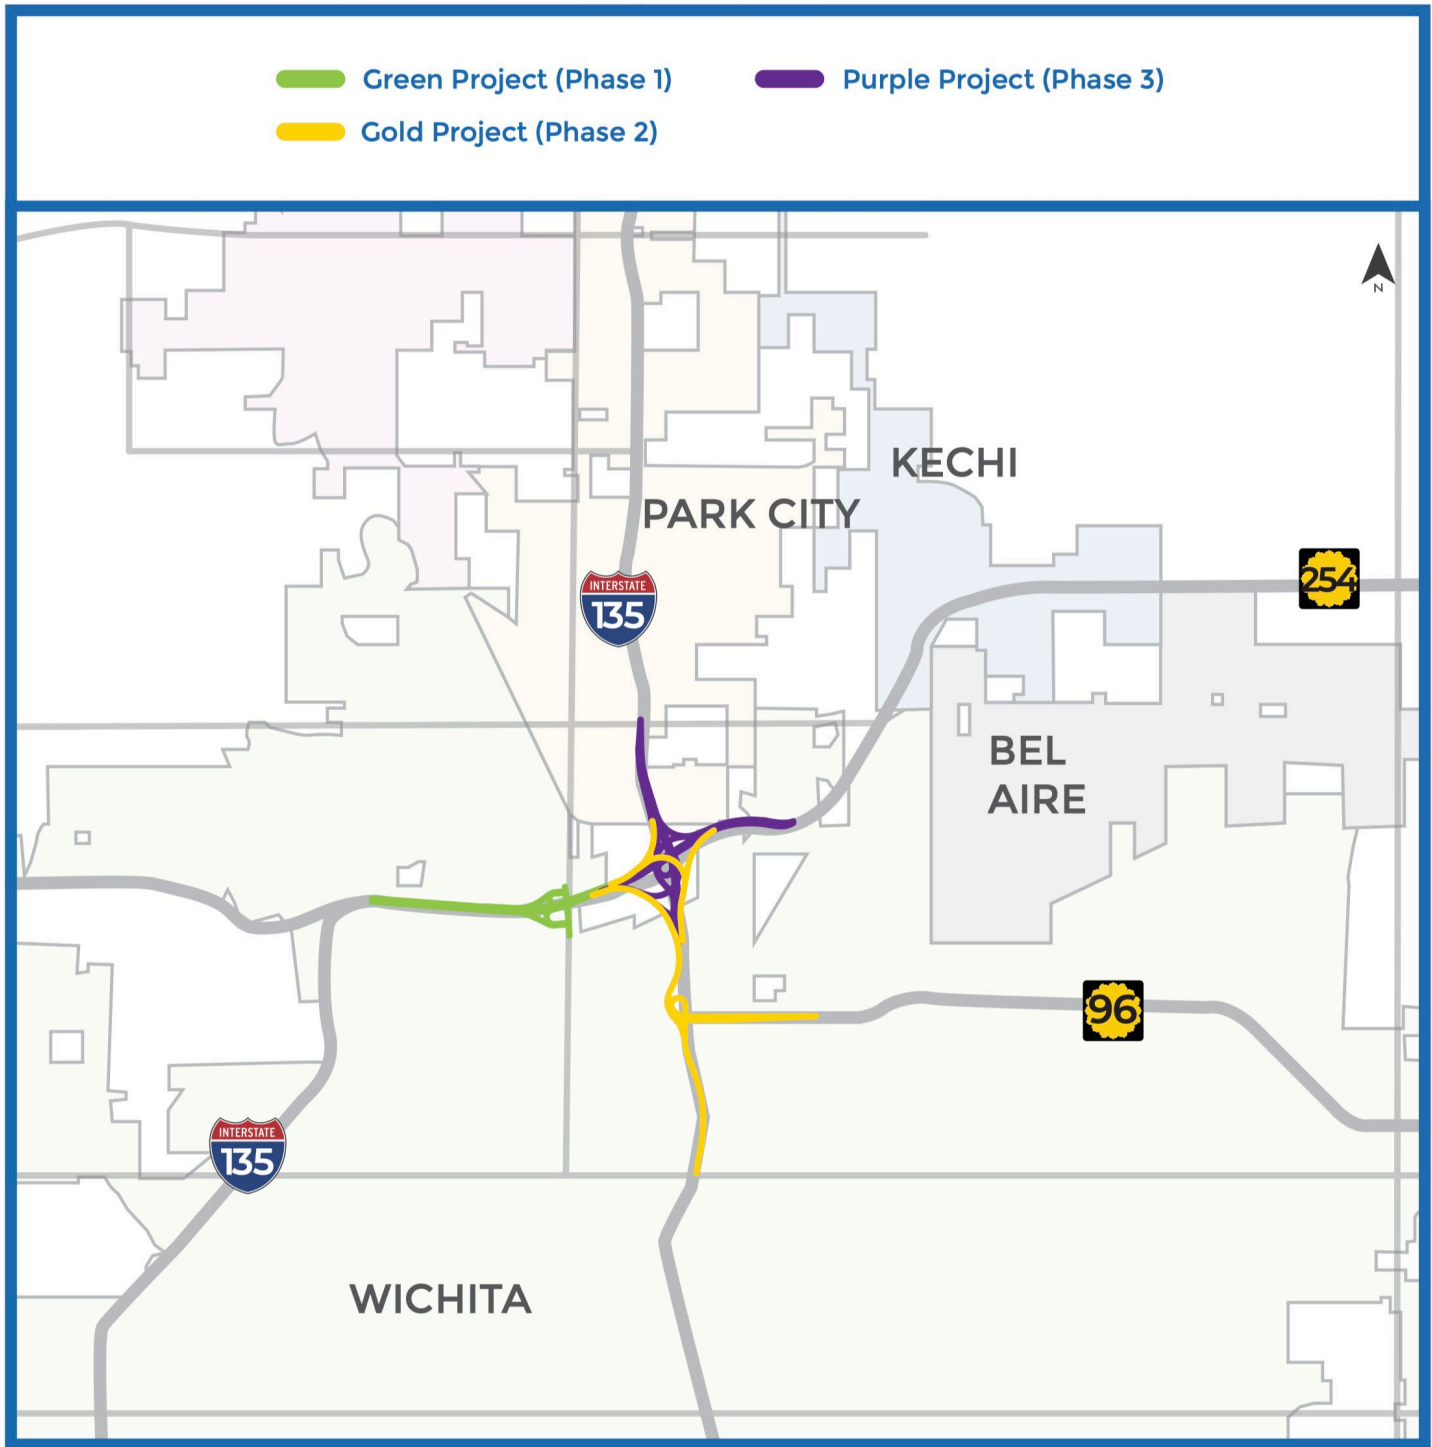 Green Project (Phase 1)
Purple Project (Phase 3)
Gold Project (Phase 2)
N
KECHI
PARK CITY
254
INTERSTATE
135
BEL
AIRE
96
INTERSTATE
135
WICHITA